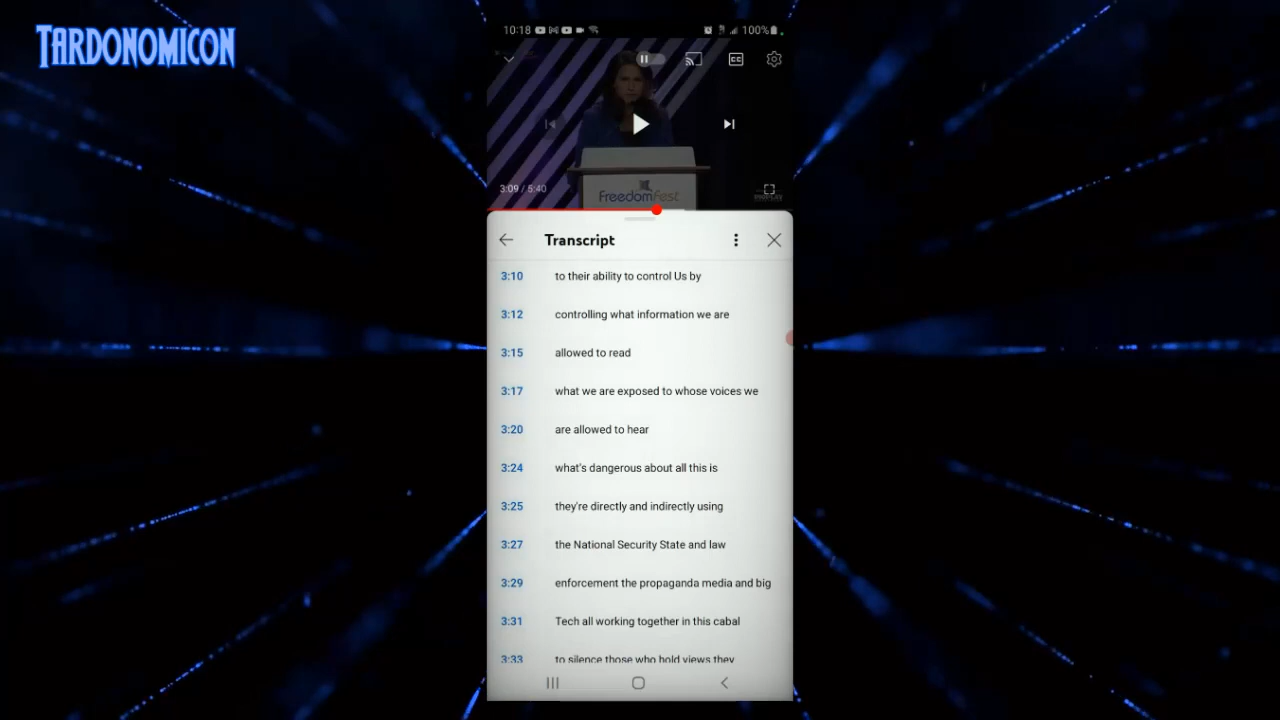 TARDONOMICON
10:18
100%
CC
3:09 / 5:40
FreedomFest
Transcript
3:10 to their ability to control Us by
3:12 controlling what information we are
3:15 allowed to read
3:17 what we are exposed to whose voices we
3:20 are allowed to hear
3:24 what's dangerous about all this is
3:25 they're directly and indirectly using
3:27 the National Security State and law
3:29 enforcement the propaganda media and big
3:31 Tech all working together in this cabal
3:33 to silence those who hold views they